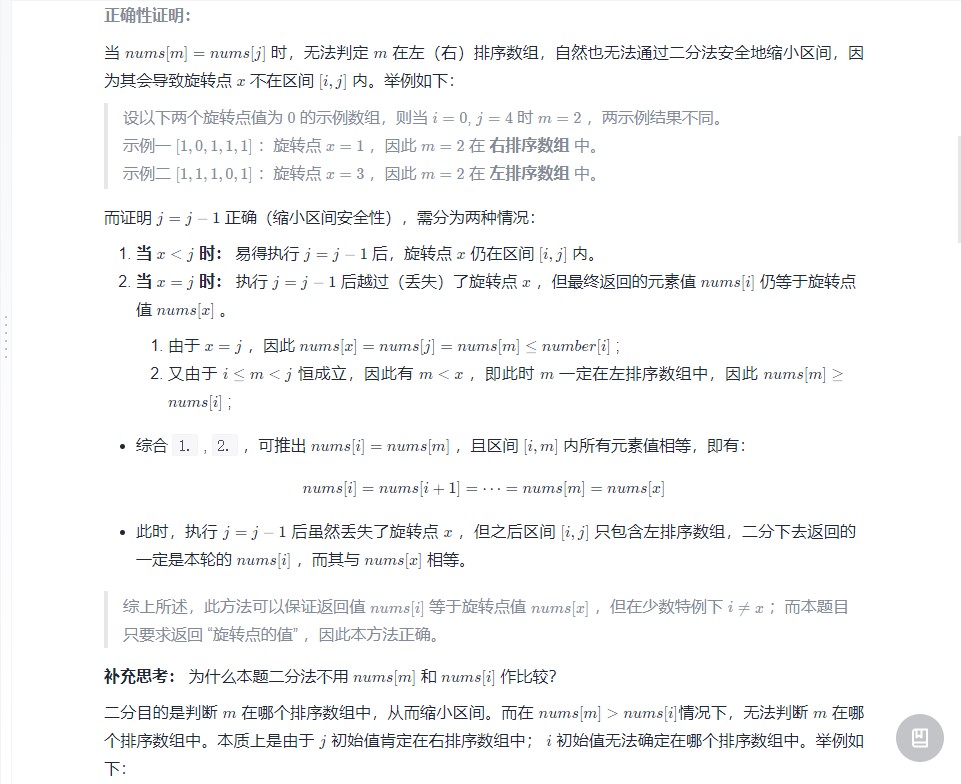 正确性证明：
当 nums[m] = nums[j] 时，无法判定 m 在左（右）排序数组，自然也无法通过二分法安全地缩小区间，因
为其会导致旋转点 x 不在区间 [i, j] 内。举例如下：
设以下两个旋转点值为 0 的示例数组，则当 i = 0, j = 4 时 m = 2 ，两示例结果不同。
示例一 [1, 0, 1, 1, 1] ：旋转点 x = 1 ，因此 m = 2 在 右排序数组 中。
示例二 [1, 1, 1, 0, 1] ：旋转点 x = 3 ，因此 m = 2 在 左排序数组 中。
而证明 j = j − 1 正确（缩小区间安全性），需分为两种情况：
1. 当 x < j 时： 易得执行 j = j − 1 后，旋转点 x 仍在区间 [i, j] 内。
2. 当 x = j 时： 执行 j = j − 1 后越过（丢失）了旋转点 x ，但最终返回的元素值 nums[i] 仍等于旋转点
值 nums[x] 。
1. 由于 x = j ，因此 nums[x] = nums[j] = nums[m] ≤ number[i] ;
2. 又由于 i ≤ m < j 恒成立，因此有 m < x ，即此时 m 一定在左排序数组中，因此 nums[m] ≥
nums[i] ;
• 综合 1. , 2. ，可推出 nums[i] = nums[m] ，且区间 [i, m] 内所有元素值相等，即有：
nums[i] = nums[i + 1] = ⋯ = nums[m] = nums[x]
• 此时，执行 j = j − 1 后虽然丢失了旋转点 x ，但之后区间 [i, j] 只包含左排序数组，二分下去返回的
一定是本轮的 nums[i] ，而其与 nums[x] 相等。
综上所述，此方法可以保证返回值 nums[i] 等于旋转点值 nums[x] ，但在少数特例下 i ≠ x ；而本题目
只要求返回 “旋转点的值” ，因此本方法正确。
补充思考： 为什么本题二分法不用 nums[m] 和 nums[i] 作比较？
二分目的是判断 m 在哪个排序数组中，从而缩小区间。而在 nums[m] > nums[i]情况下，无法判断 m 在哪
个排序数组中。本质上是由于 j 初始值肯定在右排序数组中； i 初始值无法确定在哪个排序数组中。举例如
下：